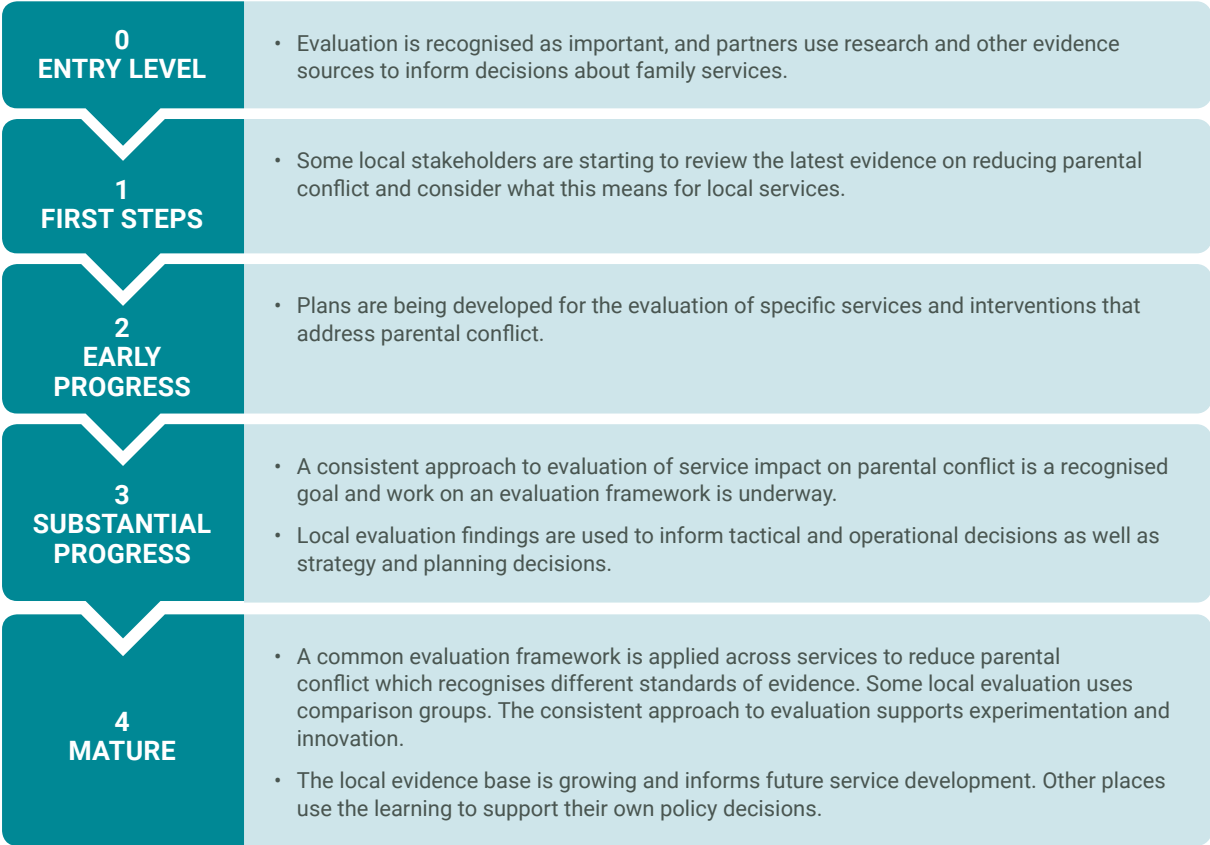 0
ENTRY LEVEL
• Evaluation is recognised as important, and partners use research and other evidence
sources to inform decisions about family services.
1
FIRST STEPS
• Some local stakeholders are starting to review the latest evidence on reducing parental
conflict and consider what this means for local services.
2
EARLY
PROGRESS
• Plans are being developed for the evaluation of specific services and interventions that
address parental conflict.
3
SUBSTANTIAL
PROGRESS
• A consistent approach to evaluation of service impact on parental conflict is a recognised
goal and work on an evaluation framework is underway.
• Local evaluation findings are used to inform tactical and operational decisions as well as
strategy and planning decisions.
4
MATURE
• A common evaluation framework is applied across services to reduce parental
conflict which recognises different standards of evidence. Some local evaluation uses
comparison groups. The consistent approach to evaluation supports experimentation and
innovation.
• The local evidence base is growing and informs future service development. Other places
use the learning to support their own policy decisions.